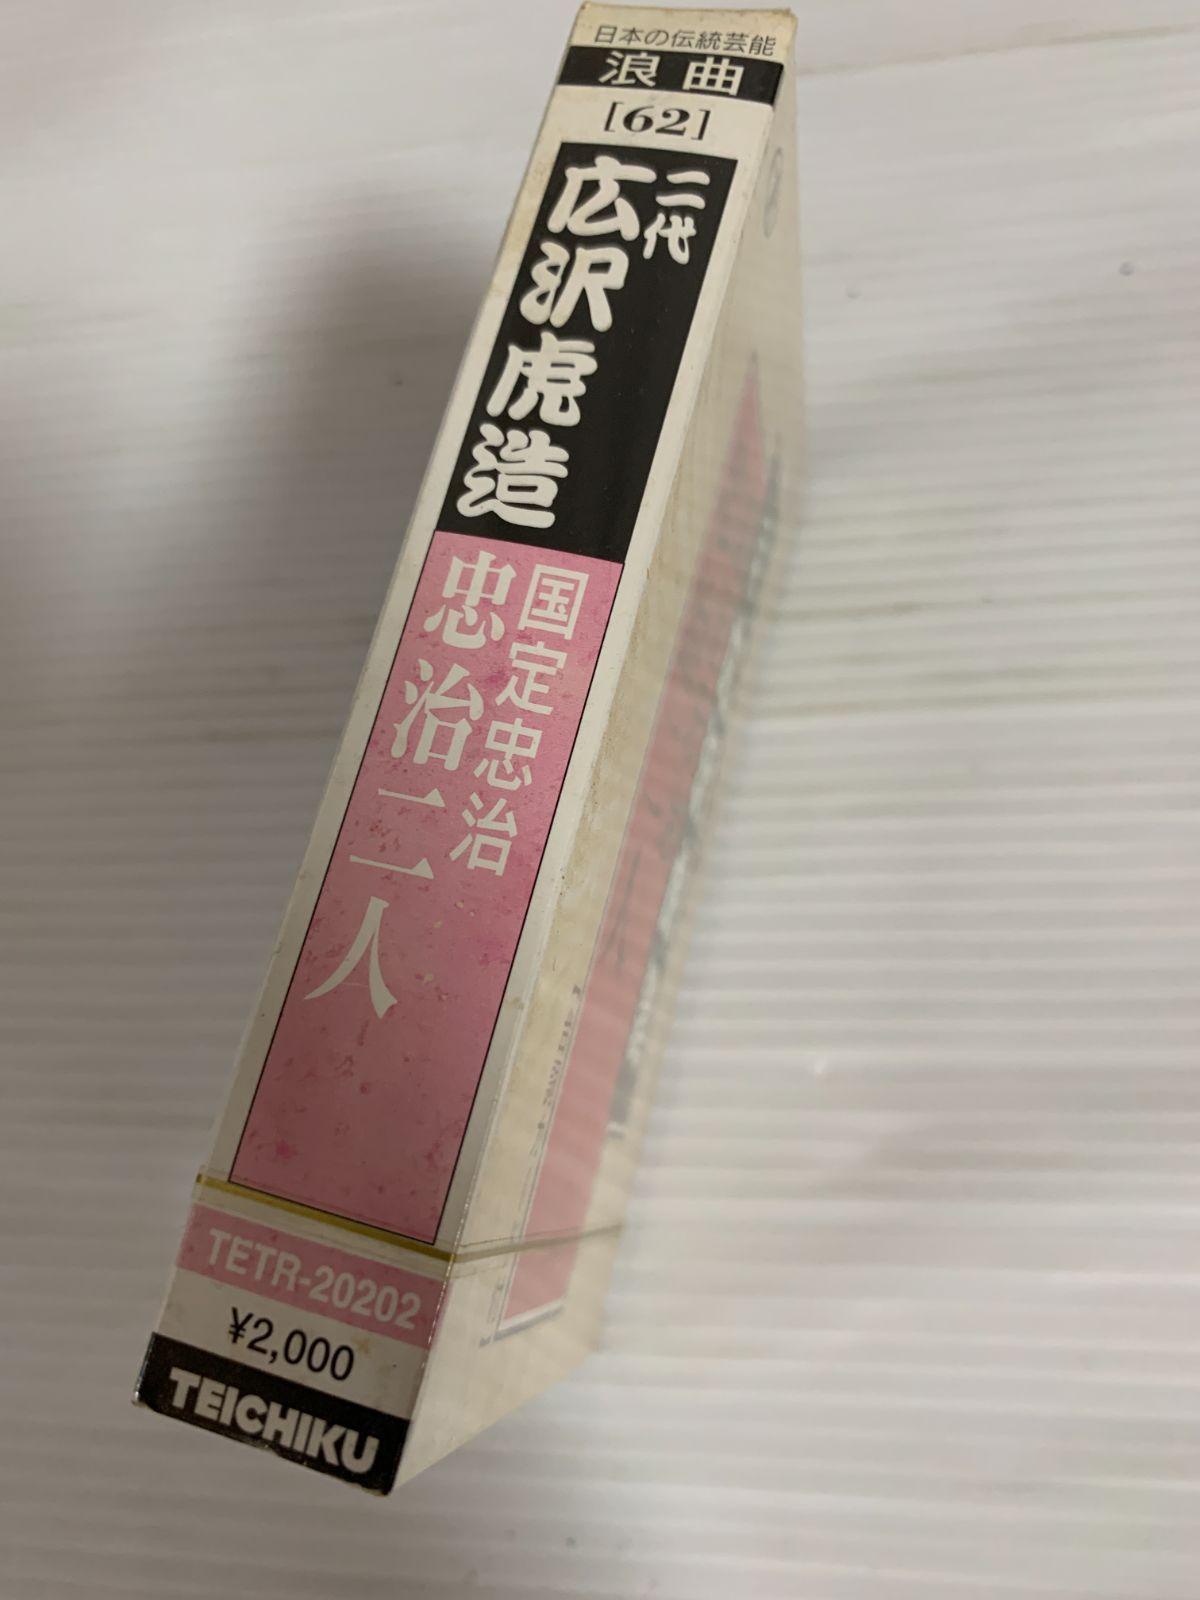 日本の伝統芸能
浪曲
[62]
二代
広沢虎造
国定忠治
忠治二人
TETR-20202
¥2,000
TEICHIKU